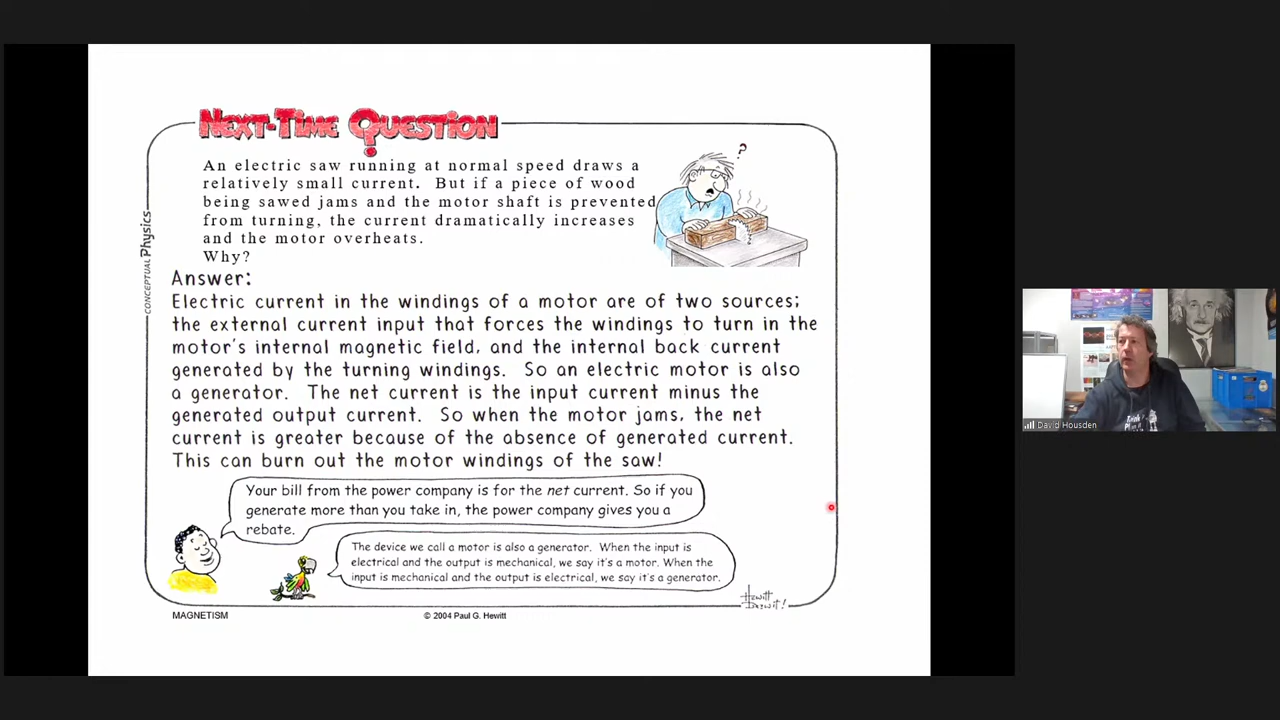 NEXT-TIME QUESTION
An electric saw running at normal speed draws a
relatively small current. But if a piece of wood
being sawed jams and the motor shaft is prevented
from turning, the current dramatically increases
and the motor overheats.
Why?
?
CONCEPTUAL Physics
Answer:
Electric current in the windings of a motor are of two sources;
the external current input that forces the windings to turn in the
motor's internal magnetic field, and the internal back current
generated by the turning windings. So an electric motor is also
a generator. The net current is the input current minus the
generated output current. So when the motor jams, the net
current is greater because of the absence of generated current.
This can burn out the motor windings of the saw!
Your bill from the power company is for the net current. So if you
generate more than you take in, the power company gives you a
rebate.
The device we call a motor is also a generator. When the input is
electrical and the output is mechanical, we say it's a motor. When the
input is mechanical and the output is electrical, we say it's a generator.
Hewitt
Drewit!
MAGNETISM
© 2004 Paul G. Hewitt
David Housden